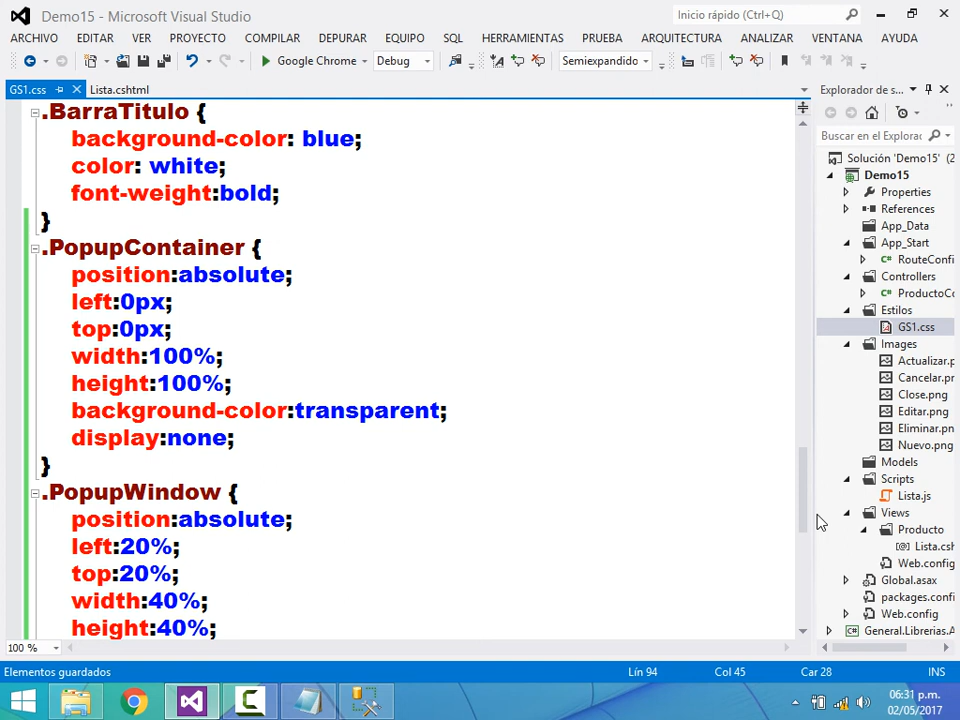 Demo15 - Microsoft Visual Studio
Inicio rápido (Ctrl+Q)
ARCHIVO EDITAR VER PROYECTO COMPILAR DEPURAR EQUIPO SQL HERRAMIENTAS PRUEBA ARQUITECTURA ANALIZAR VENTANA AYUDA
Google Chrome Debug Semiexpandido
GS1.css Lista.cshtml
Explorador de s...
.BarraTitulo {
background-color: blue;
color: white;
font-weight:bold;
}
.PopupContainer {
position:absolute;
left:0px;
top:0px;
width:100%;
height:100%;
background-color:transparent;
display:none;
}
.PopupWindow {
position:absolute;
left:20%;
top:20%;
width:40%;
height:40%;
Buscar en el Explorac
Solución 'Demo15' (2
Demo15
Properties
References
App_Data
App_Start
C# RouteConfi
Controllers
C# ProductoCo
Estilos
GS1.css
Images
Actualizar.p
Cancelar.pr
Close.png
Editar.png
Eliminar.pn
Nuevo.png
Models
Scripts
Lista.js
Views
Producto
Lista.csh
Web.config
Global.asax
packages.confi
Web.config
C# General.Librerias.A
100 %
Elementos guardados
Lín 94
Col 45
Car 28
INS
06:31 p.m.
02/05/2017